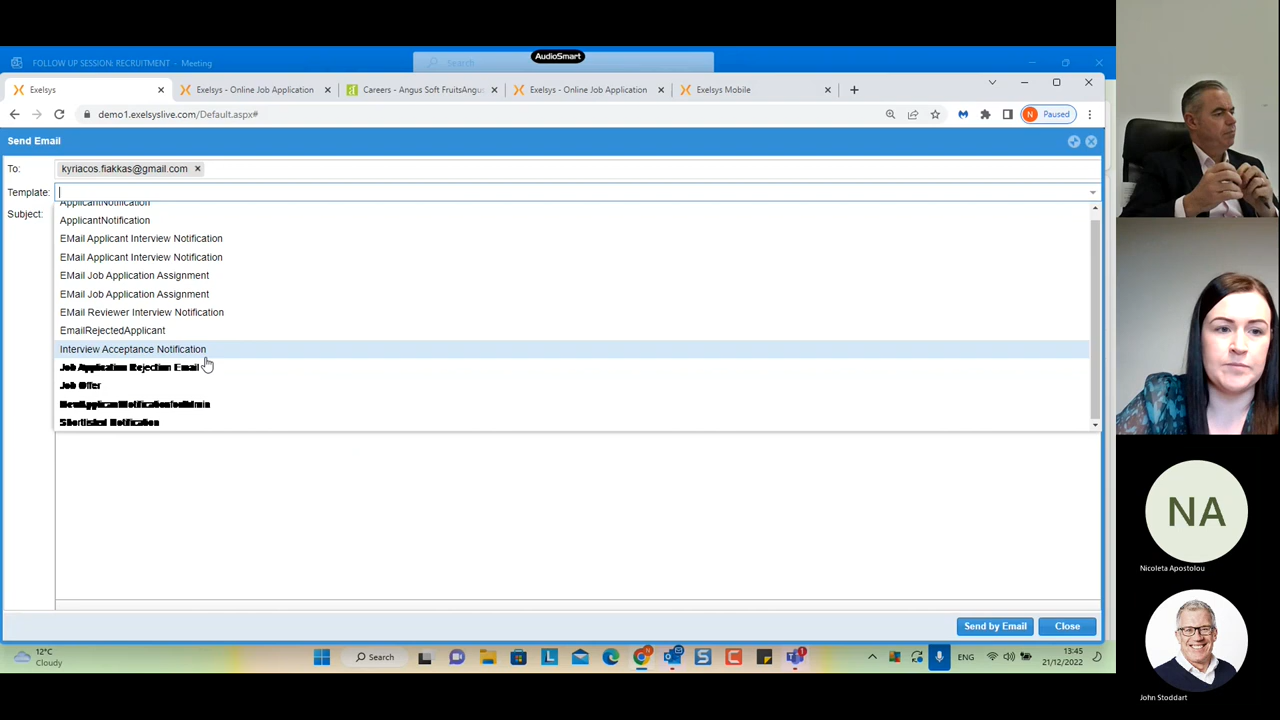 AudioSmart
FOLLOW UP SESSION: RECRUITMENT - Meeting
Search
Exelsys
Exelsys - Online Job Application
Careers - Angus Soft FruitsAngu
Exelsys - Online Job Application
Exelsys Mobile
demo1.exelsyslive.com/Default.aspx#
N Paused
Send Email
To: kyriacos.fiakkas@gmail.com
Template:
Subject:
ApplicantNotification
ApplicantNotification
EMail Applicant Interview Notification
EMail Applicant Interview Notification
EMail Job Application Assignment
EMail Job Application Assignment
EMail Reviewer Interview Notification
EmailRejectedApplicant
Interview Acceptance Notification
Job Application Rejection Email
Job Offer
NewApplicantNotificationforAdmin
Shortlisted Notification
Send by Email
Close
NA
Nicoleta Apostolou
John Stoddart
12°C
Cloudy
Search
ENG
13:45
21/12/2022